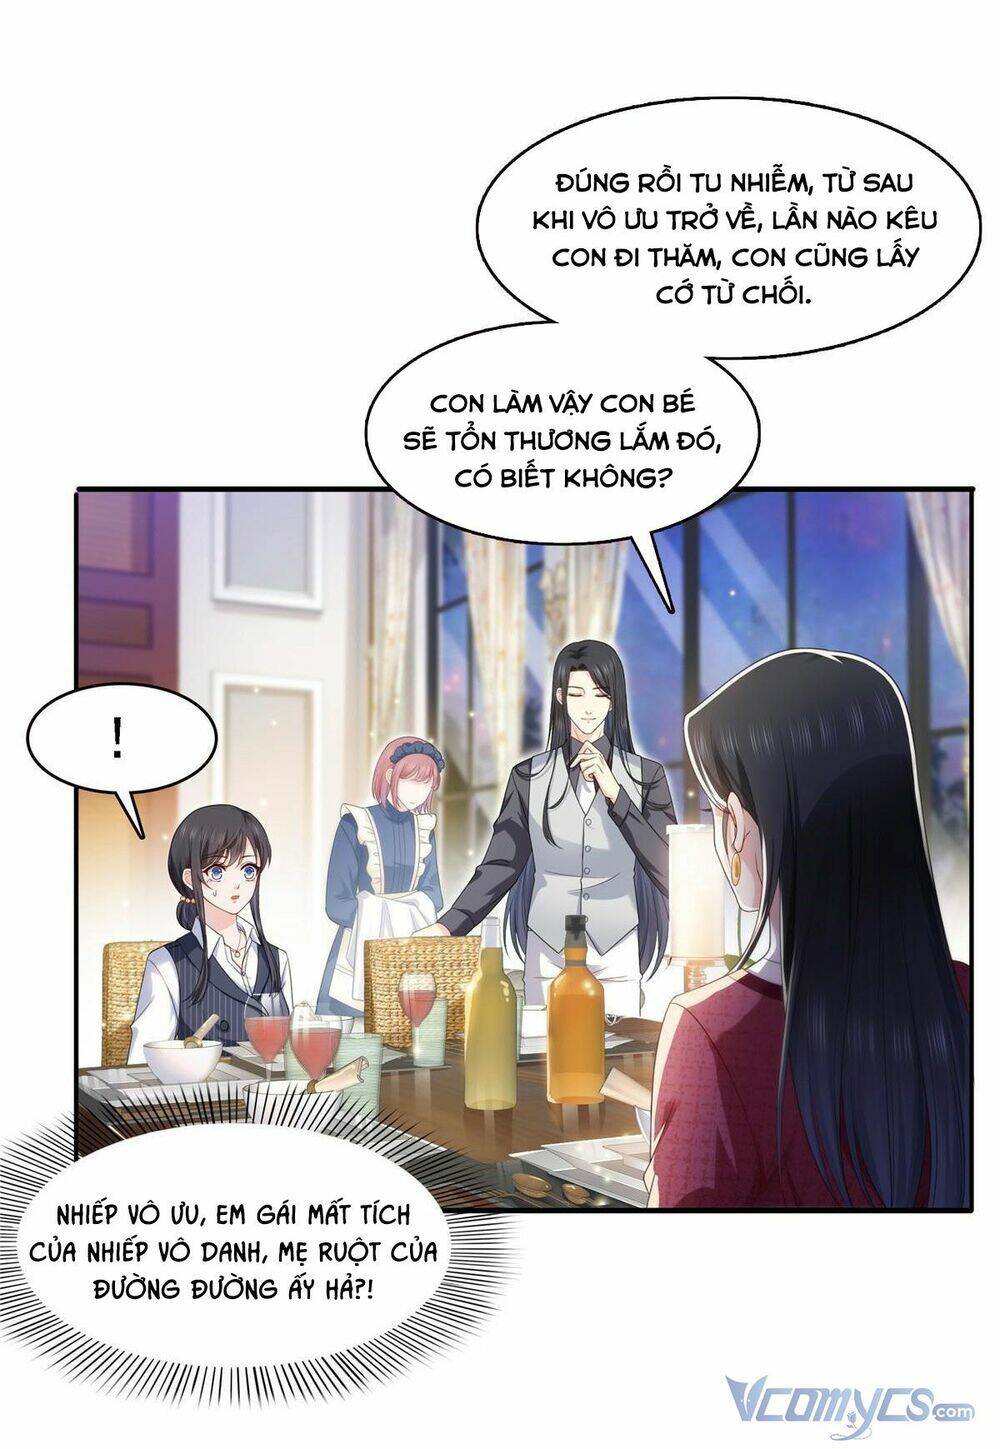 ĐÚNG RỒI TU NHIỄM, TỪ SAU
KHI VÔ ƯU TRỞ VỀ, LẦN NÀO KÊU
CON ĐI THĂM, CON CŨNG LẤY
CỚ TỪ CHỐI.
CON LÀM VẬY CON BÉ
SẼ TỔN THƯƠNG LẮM ĐÓ,
CÓ BIẾT KHÔNG?
!
NHIẾP VÔ ƯU, EM GÁI MẤT TÍCH
CỦA NHIẾP VÔ DANH, MẸ RUỘT CỦA
ĐƯỜNG ĐƯỜNG ẤY HẢ?!
VCOMYCS.com